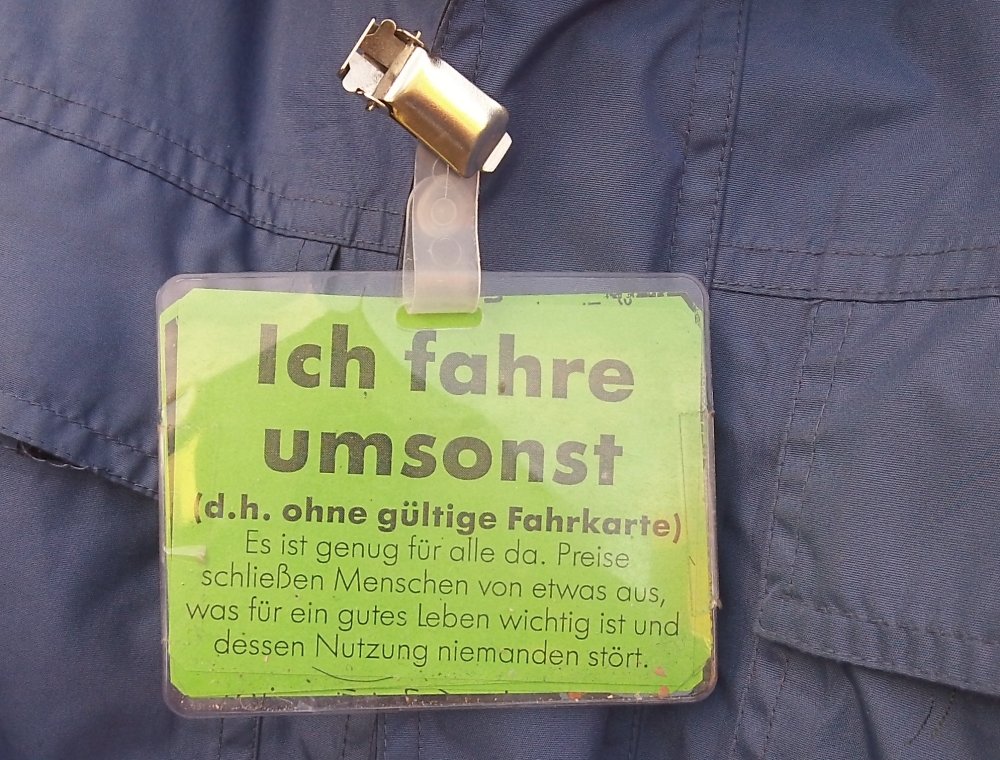 Ich fahre
umsonst
(d.h. ohne gültige Fahrkarte)
Es ist genug für alle da. Preise
schließen Menschen von etwas aus,
was für ein gutes Leben wichtig ist und
dessen Nutzung niemanden stört.